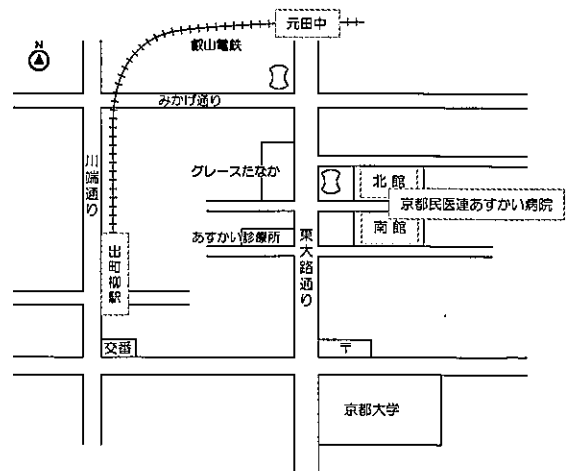 元田中
N
叡山電鉄
みかげ通り
川端通り
グレースたなか
北館
京都民医連あすかい病院
南館
あすかい診療所
東大路通り
出町柳駅
交番
〒
京都大学